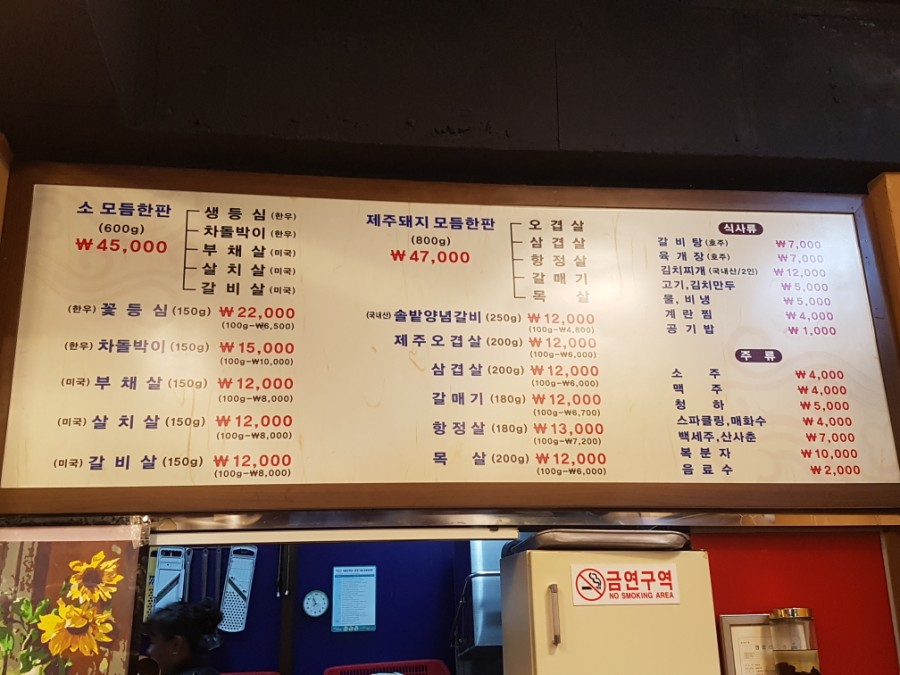 소 모듬한판
(600g)
₩45,000
생등심 (한우)
차돌박이 (한우)
부채살 (미국)
살치살 (미국)
갈비살 (미국)
(한우) 꽃등심 (150g) ₩22,000
(100g-₩6,500)
(한우) 차돌박이 (150g) ₩15,000
(100g-₩10,000)
(미국) 부채살 (150g) ₩12,000
(100g-₩8,000)
(미국) 살치살 (150g) ₩12,000
(100g-₩8,000)
(미국) 갈비살 (150g) ₩12,000
(100g-₩8,000)
제주돼지 모듬한판
(800g)
₩47,000
오겹살
삼겹살
항정살
갈매기
목살
(국내산) 솔밭양념갈비 (250g) ₩12,000
(100g-₩4,800)
제주오겹살 (200g) ₩12,000
(100g-₩6,000)
삼겹살 (200g) ₩12,000
(100g-₩6,000)
갈매기 (180g) ₩12,000
(100g-₩6,700)
항정살 (180g) ₩13,000
(100g-₩7,200)
목살 (200g) ₩12,000
(100g-₩6,000)
식사류
갈비탕 (호주) ₩7,000
육개장 (호주) ₩7,000
김치찌개 (국내산/2인) ₩12,000
고기,김치만두 ₩5,000
물,비냉 ₩5,000
계란찜 ₩4,000
공기밥 ₩1,000
주류
소주 ₩4,000
맥주 ₩4,000
청하 ₩5,000
스파클링,매화수 ₩4,000
백세주,산사춘 ₩7,000
복분자 ₩10,000
음료수 ₩2,000
금연구역
NO SMOKING AREA